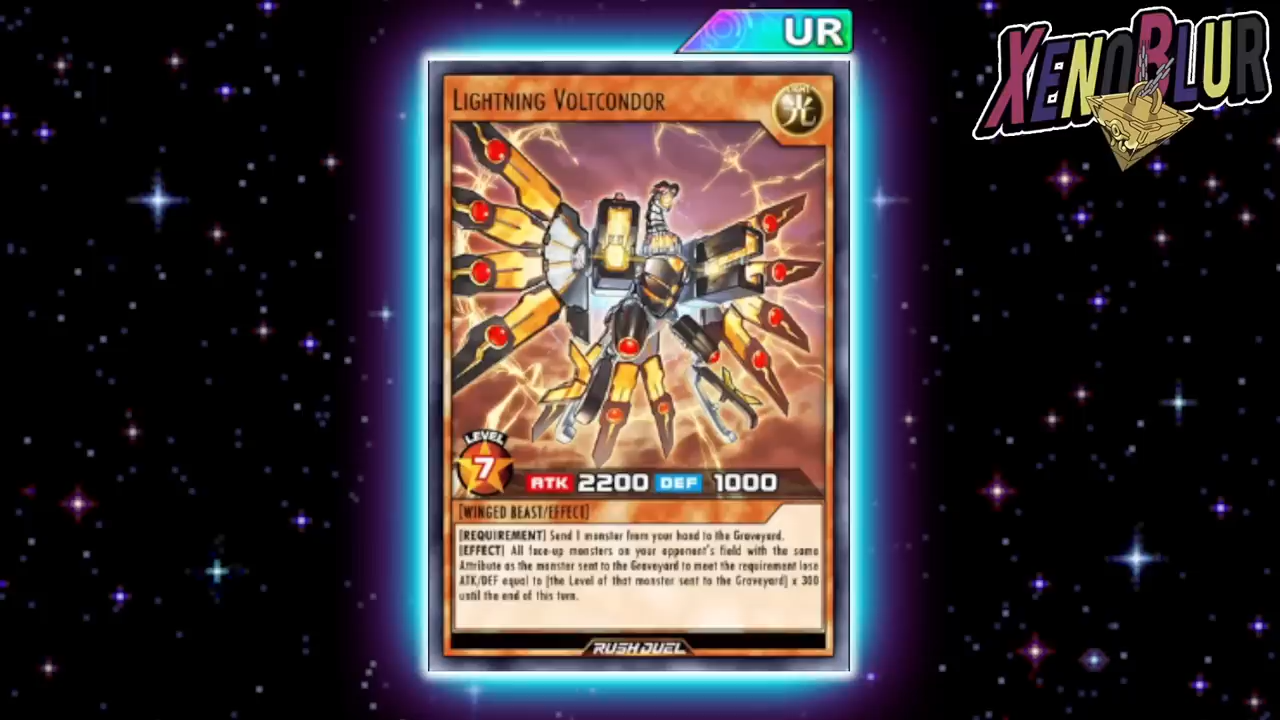 UR
XENOBLUR
LIGHTNING VOLTCONDOR
LIGHT
光
LEVEL
7
ATK 2200 DEF 1000
[WINGED BEAST/EFFECT]
[REQUIREMENT] Send 1 monster from your hand to the Graveyard.
[EFFECT] All face-up monsters on your opponent's field with the same
Attribute as the monster sent to the Graveyard to meet the requirement lose
ATK/DEF equal to [the Level of that monster sent to the Graveyard] x 300
until the end of this turn.
RUSH DUEL